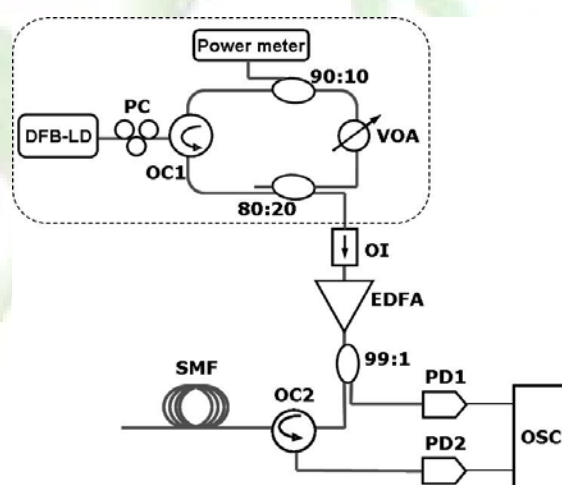 Power meter
90:10
PC
DFB-LD
VOA
OC1
80:20
OI
EDFA
99:1
SMF
OC2
PD1
OSC
PD2